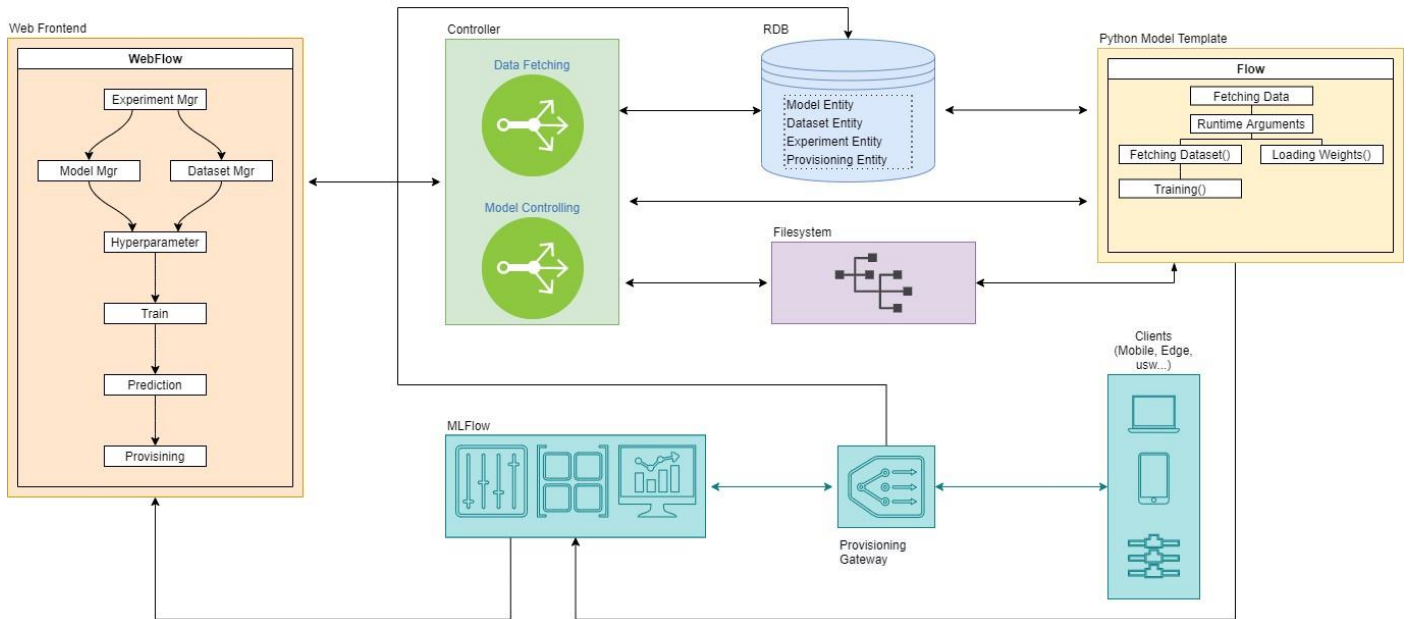 Web Frontend
WebFlow
Experiment Mgr
Model Mgr
Dataset Mgr
Hyperparameter
Train
Prediction
Provisining
Controller
Data Fetching
Model Controlling
RDB
Model Entity
Dataset Entity
Experiment Entity
Provisioning Entity
Filesystem
Python Model Template
Flow
Fetching Data
Runtime Arguments
Fetching Dataset()
Loading Weights()
Training()
MLFlow
Provisioning
Gateway
Clients
(Mobile, Edge,
usw...)